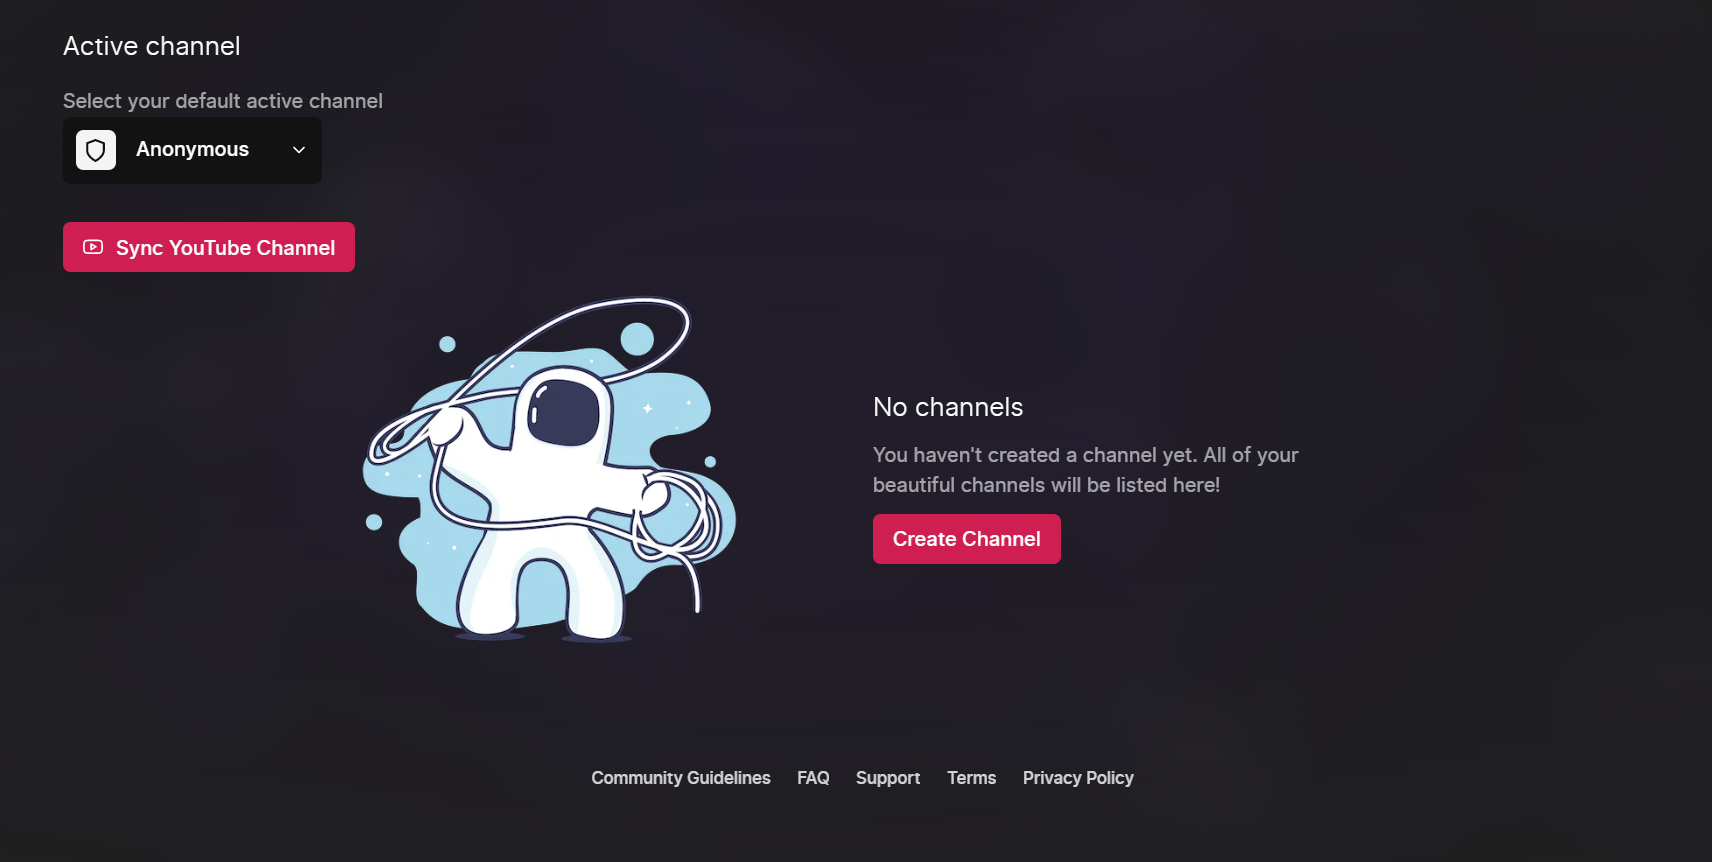 Active channel
Select your default active channel
Anonymous
Sync YouTube Channel
No channels
You haven't created a channel yet. All of your
beautiful channels will be listed here!
Create Channel
Community Guidelines FAQ Support Terms Privacy Policy